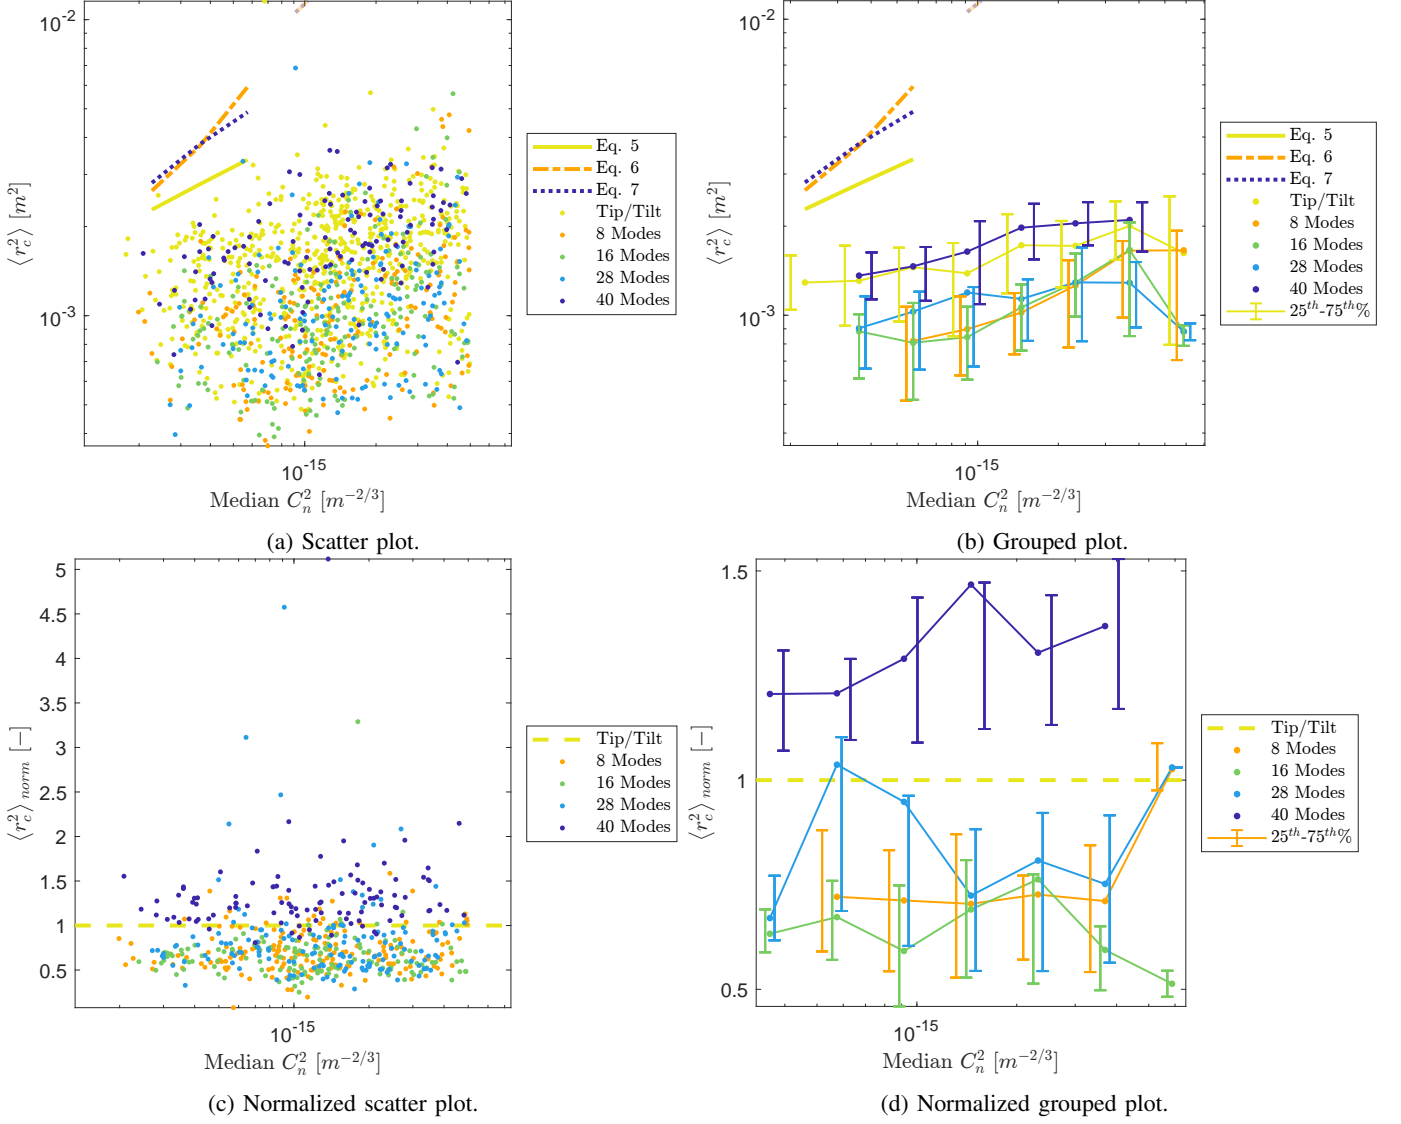 10^-2
10^-3
⟨r_c^2⟩ [m^2]
10^-15
Median C_n^2 [m^{-2/3}]
Eq. 5
Eq. 6
Eq. 7
Tip/Tilt
8 Modes
16 Modes
28 Modes
40 Modes
(a) Scatter plot.
10^-2
10^-3
⟨r_c^2⟩ [m^2]
10^-15
Median C_n^2 [m^{-2/3}]
Eq. 5
Eq. 6
Eq. 7
Tip/Tilt
8 Modes
16 Modes
28 Modes
40 Modes
25^th-75^th%
(b) Grouped plot.
5
4.5
4
3.5
3
2.5
2
1.5
1
0.5
⟨r_c^2⟩_norm [−]
10^-15
Median C_n^2 [m^{-2/3}]
Tip/Tilt
8 Modes
16 Modes
28 Modes
40 Modes
(c) Normalized scatter plot.
1.5
1
0.5
⟨r_c^2⟩_norm [−]
10^-15
Median C_n^2 [m^{-2/3}]
Tip/Tilt
8 Modes
16 Modes
28 Modes
40 Modes
25^th-75^th%
(d) Normalized grouped plot.